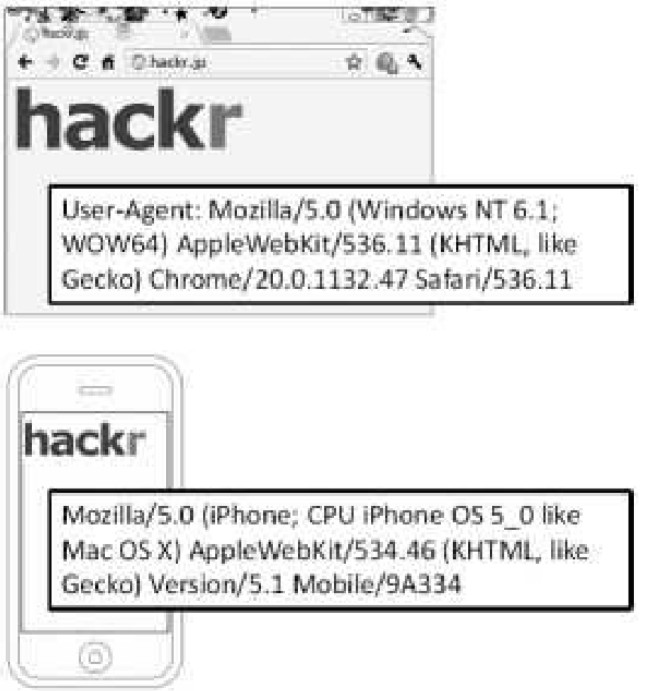 hackr.jp
hackr.jp
hackr
User-Agent: Mozilla/5.0 (Windows NT 6.1;
WOW64) AppleWebKit/536.11 (KHTML, like
Gecko) Chrome/20.0.1132.47 Safari/536.11
hackr
Mozilla/5.0 (iPhone; CPU iPhone OS 5_0 like
Mac OS X) AppleWebKit/534.46 (KHTML, like
Gecko) Version/5.1 Mobile/9A334